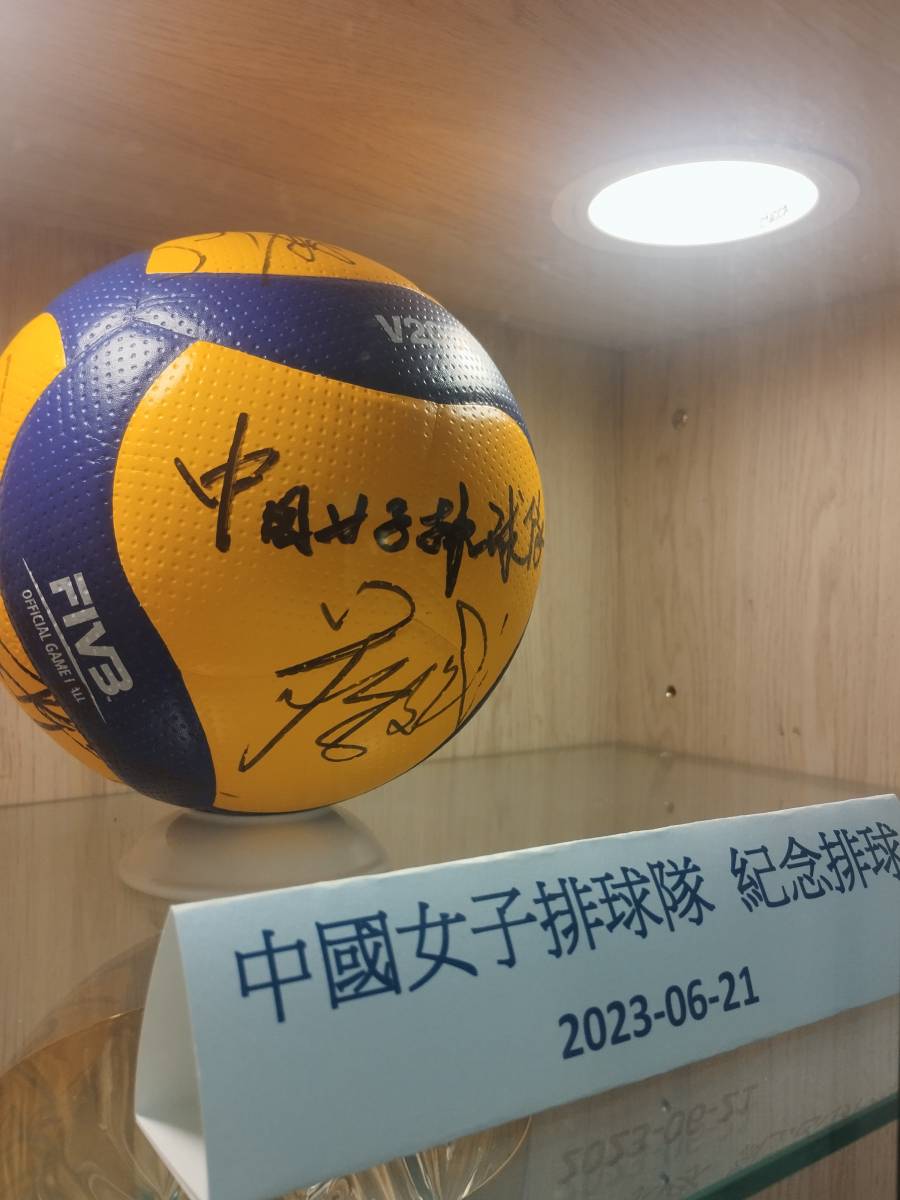 V20
中国女子排球队
FIVB
OFFICIAL GAME BALL
中國女子排球隊 紀念排球
2023-06-21